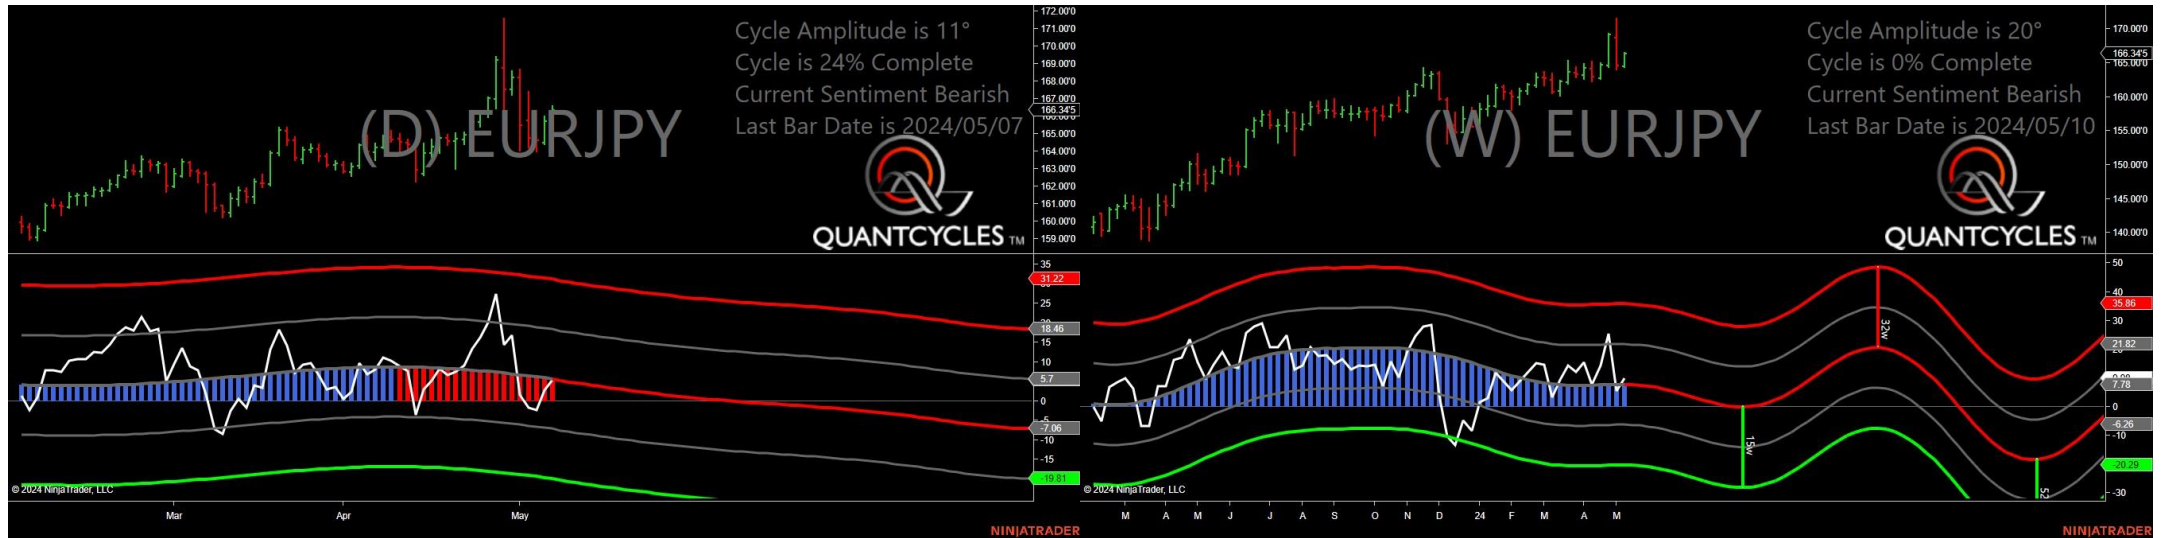 172.00'0
171.00'0
170.00'0
169.00'0
168.00'0
167.00'0
166.34'5
165.00'0
164.00'0
163.00'0
162.00'0
161.00'0
160.00'0
159.00'0
Cycle Amplitude is 11°
Cycle is 24% Complete
Current Sentiment Bearish
Last Bar Date is 2024/05/07
(D) EURJPY
QUANTCYCLES TM
35
31.22
25
18.46
15
10
5.7
0
-7.06
-10
-15
-19.81
© 2024 NinjaTrader, LLC
Mar Apr May
NINJATRADER
Cycle Amplitude is 20°
Cycle is 0% Complete
Current Sentiment Bearish
Last Bar Date is 2024/05/10
(W) EURJPY
QUANTCYCLES TM
170.00'0
166.34'5
165.00'0
160.00'0
155.00'0
150.00'0
145.00'0
140.00'0
50
40
35.86
30
21.82
7.78
0
-6.26
-10
-20.29
-30
32w
15w
52
© 2024 NinjaTrader, LLC
M A M J J A S O N D 24 F M A M
NINJATRADER